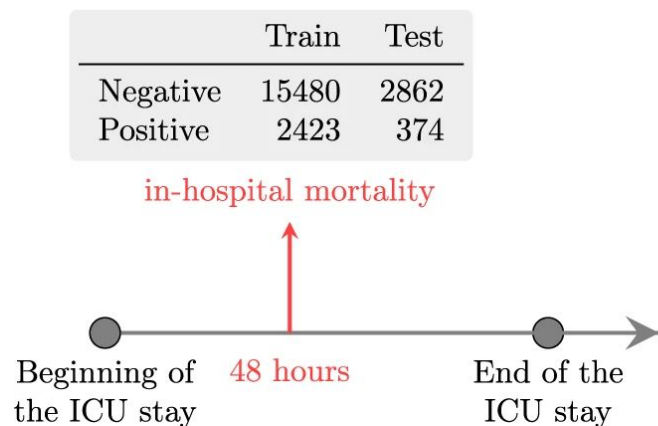 Train Test
Negative 15480 2862
Positive 2423 374
in-hospital mortality
Beginning of
the ICU stay
48 hours
End of the
ICU stay